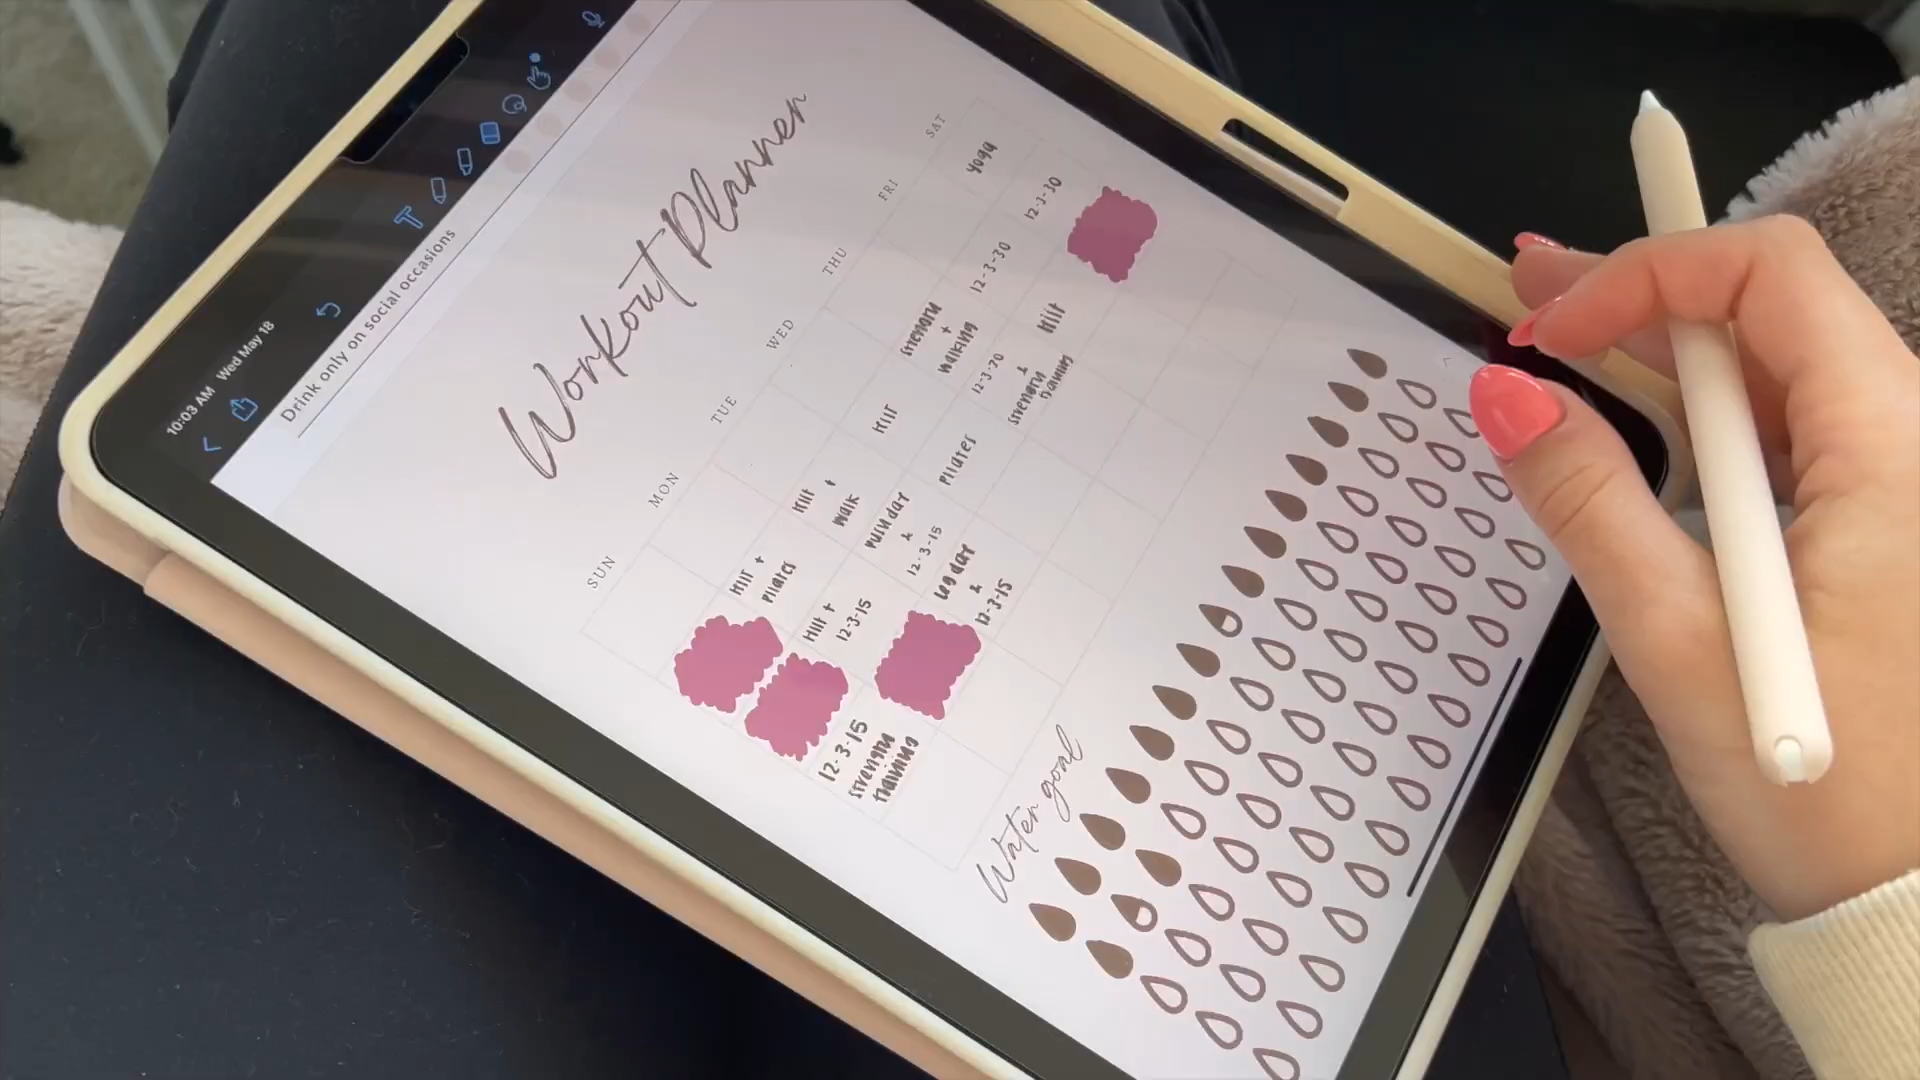 10:03 AM Wed May 18
Drink only on social occasions
Workout Planner
SUN MON TUE WED THU FRI SAT
yoga
Hiit +
Pilates
Hiit
+
walk
Hiit
strength
+
walking
12-3-30
12-3-30
Hiit +
12-3-15
&
12-3-15
Pilates
12-3-30
&
strength
training
Hiit
12-3-15
strength
training
leg day
&
12-3-15
Water goal